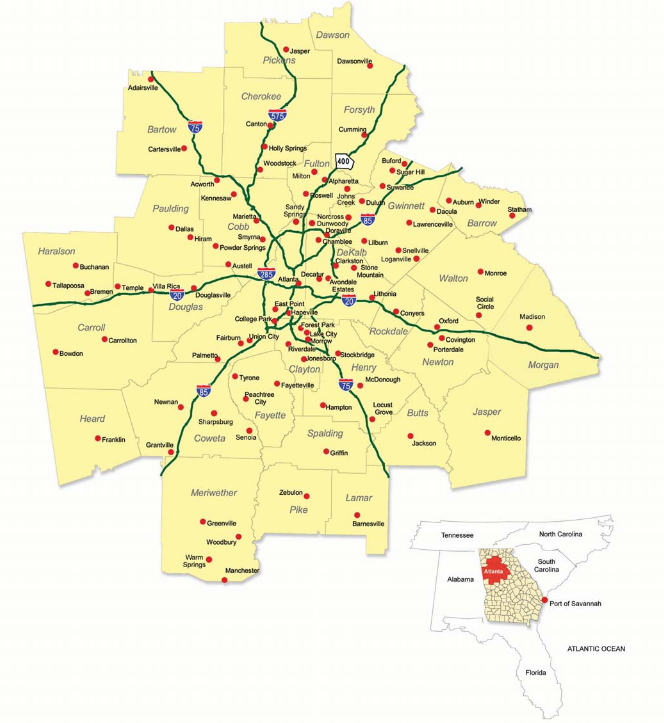 Dawson
Jasper
Pickens
Dawsonville
Adairsville
Cherokee
Forsyth
575
Canton
75
Bartow
Cumming
Cartersville
Holly Springs
400
Woodstock
Fulton
Buford
Sugar Hill
Milton
Alpharetta
Acworth
Suwanee
Kennesaw
Roswell
Johns
Creek
Duluth
Gwinnett
Auburn
Winder
Paulding
Sandy
Springs
Dacula
Statham
Marietta
Norcross
85
Barrow
Dallas
Cobb
Dunwoody
Lawrenceville
Doraville
Smyrna
Hiram
Chamblee
Lilburn
Powder Springs
Haralson
DeKalb
Snellville
Loganville
Clarkston
Buchanan
Austell
Stone
Mountain
Walton
Monroe
285
Decatur
Atlanta
Avondale
Estates
Tallapoosa
Bremen
Temple
Villa Rica
20
Douglasville
20
Lithonia
Social
Circle
Douglas
East Point
Hapeville
Conyers
Madison
College Park
Oxford
Carroll
Forest Park
Lake City
Rockdale
Fairburn
Union City
Morrow
Covington
Carrollton
Riverdale
Porterdale
Bowdon
Palmetto
Jonesboro
Stockbridge
Newton
Morgan
Clayton
Henry
Tyrone
75
McDonough
85
Fayetteville
Peachtree
City
Newnan
Hampton
Locust
Grove
Butts
Jasper
Heard
Sharpsburg
Fayette
Franklin
Coweta
Senoia
Spalding
Monticello
Jackson
Grantville
Griffin
Meriwether
Zebulon
Lamar
Pike
Greenville
Barnesville
Woodbury
Tennessee
North Carolina
Warm
Springs
Manchester
South
Carolina
Atlanta
Alabama
Port of Savannah
ATLANTIC OCEAN
Florida